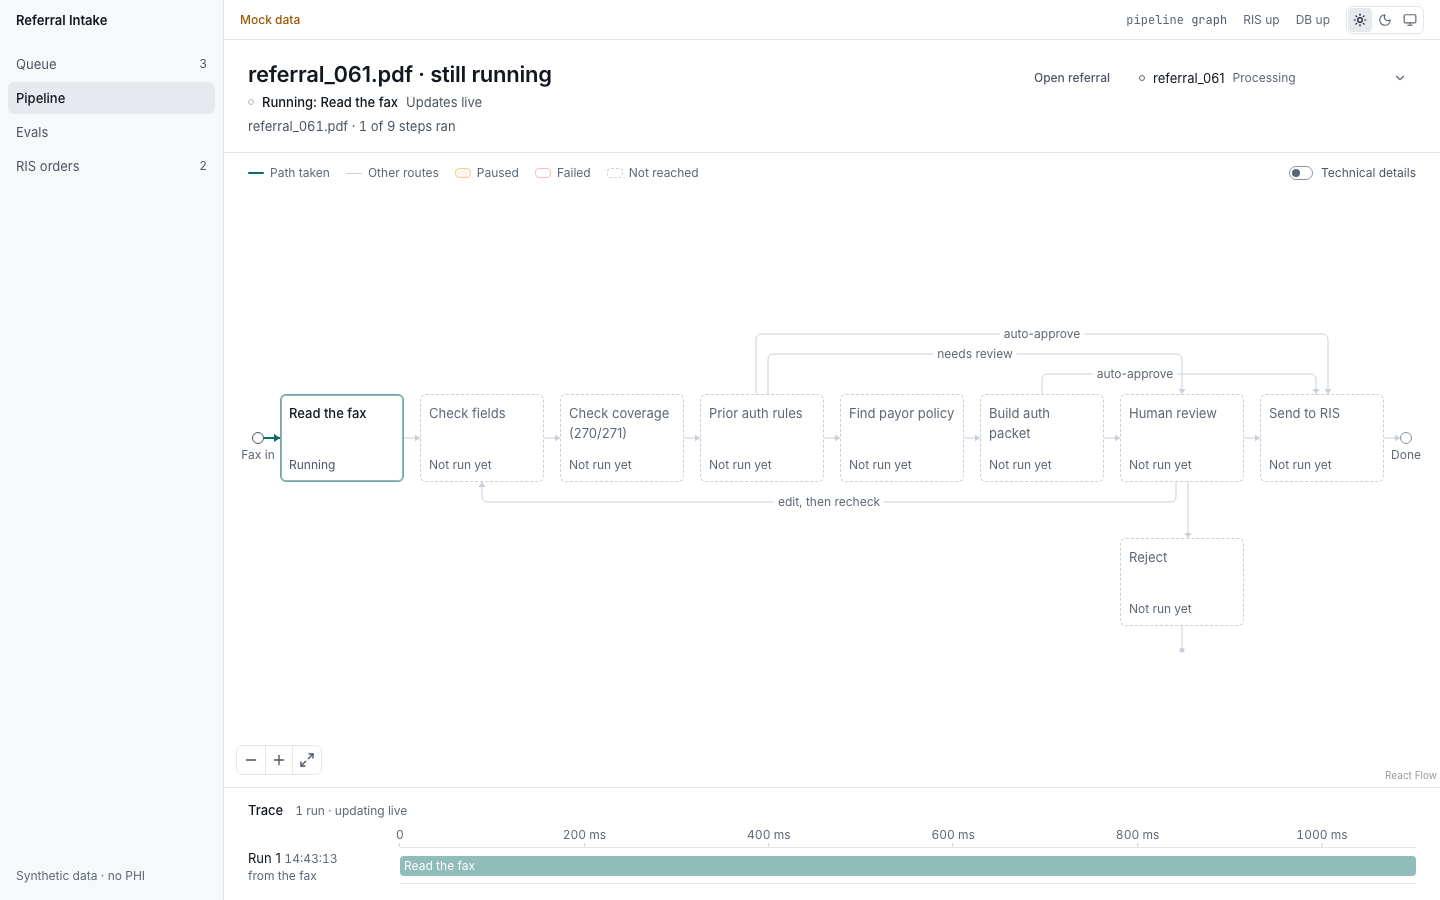 Referral Intake
Queue 3
Pipeline
Evals
RIS orders 2
Synthetic data · no PHI
Mock data
pipeline graph RIS up DB up
referral_061.pdf · still running
Running: Read the fax Updates live
referral_061.pdf · 1 of 9 steps ran
Open referral referral_061 Processing
Path taken Other routes Paused Failed Not reached
Technical details
auto-approve
needs review
auto-approve
Fax in
Read the fax
Running
Check fields
Not run yet
Check coverage
(270/271)
Not run yet
Prior auth rules
Not run yet
Find payor policy
Not run yet
Build auth
packet
Not run yet
Human review
Not run yet
Send to RIS
Not run yet
Done
edit, then recheck
Reject
Not run yet
React Flow
Trace 1 run · updating live
0 200 ms 400 ms 600 ms 800 ms 1000 ms
Run 1 14:43:13
from the fax
Read the fax